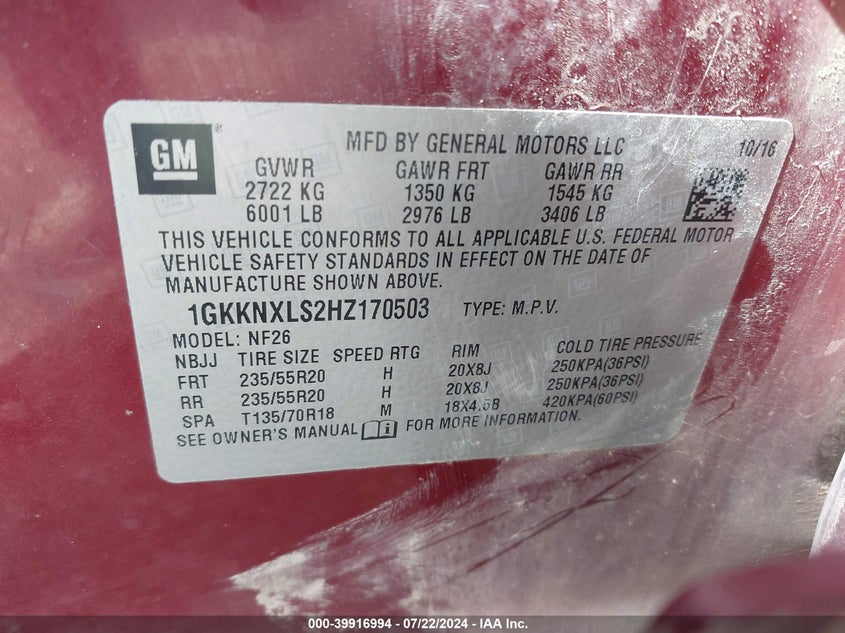 GM ®
MFD BY GENERAL MOTORS LLC 10/16
GVWR GAWR FRT GAWR RR
2722 KG 1350 KG 1545 KG
6001 LB 2976 LB 3406 LB
THIS VEHICLE CONFORMS TO ALL APPLICABLE U.S. FEDERAL MOTOR
VEHICLE SAFETY STANDARDS IN EFFECT ON THE DATE OF
MANUFACTURE SHOWN ABOVE.
1GKKNXLS2HZ170503 TYPE: M.P.V.
MODEL: NF26
NBJJ TIRE SIZE SPEED RTG RIM COLD TIRE PRESSURE
FRT 235/55R20 H 20X8J 250KPA(36PSI)
RR 235/55R20 H 20X8J 250KPA(36PSI)
SPA T135/70R18 M 18X4.5B 420KPA(60PSI)
SEE OWNER'S MANUAL FOR MORE INFORMATION.
000-39916994 / 07/22/2024 - IAA Inc.